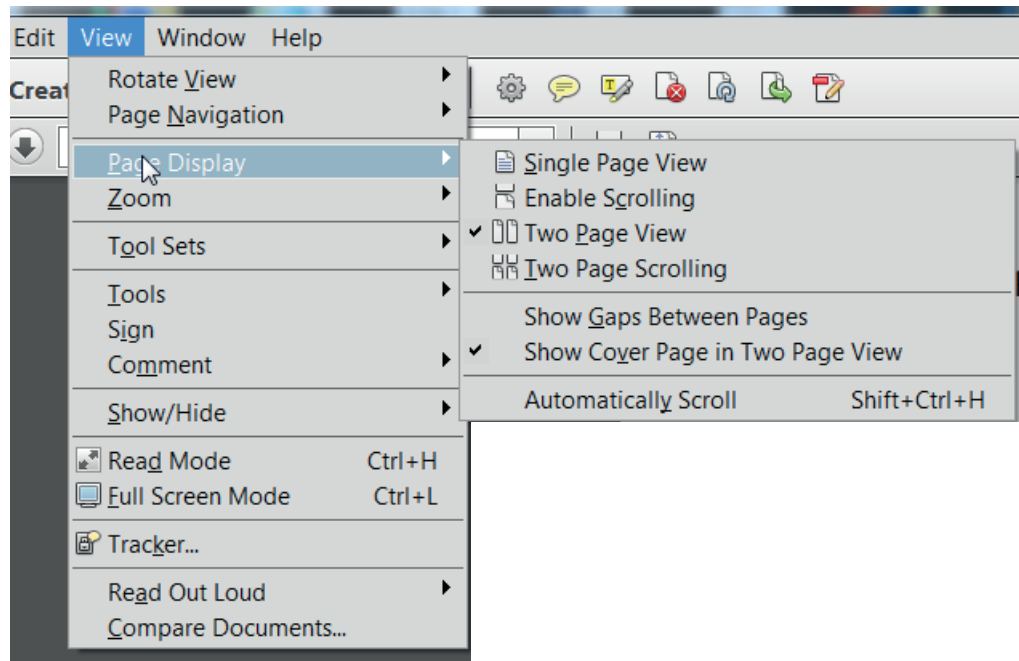 Edit View Window Help
Creat
Rotate View
Page Navigation
Page Display
Zoom
Tool Sets
Tools
Sign
Comment
Show/Hide
Read Mode Ctrl+H
Full Screen Mode Ctrl+L
Tracker...
Read Out Loud
Compare Documents...
Single Page View
Enable Scrolling
Two Page View
Two Page Scrolling
Show Gaps Between Pages
Show Cover Page in Two Page View
Automatically Scroll Shift+Ctrl+H